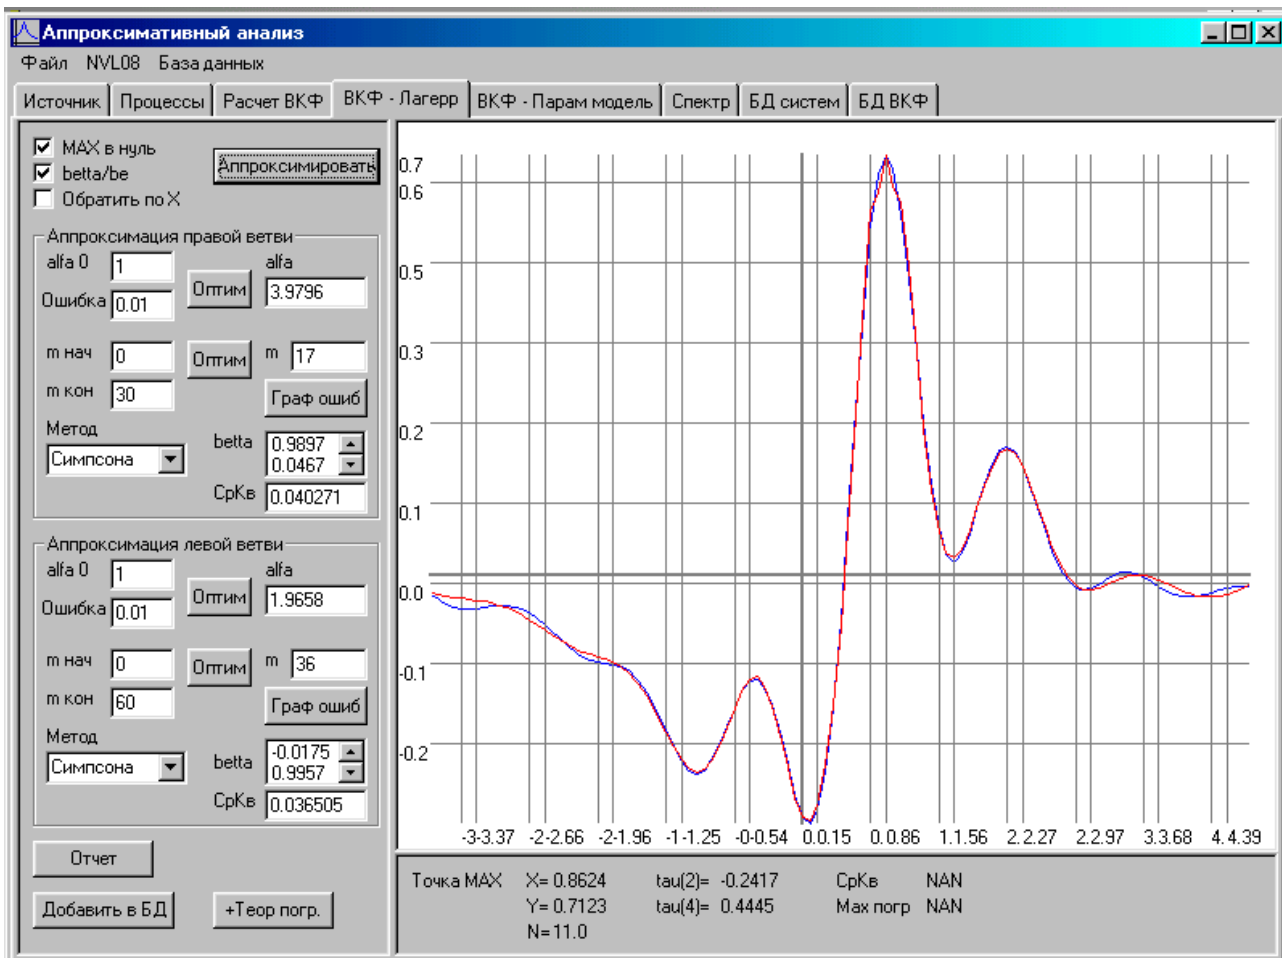 Аппроксимативный анализ
Файл NVL08 База данных
Источник Процессы Расчет ВКФ ВКФ - Лагерр ВКФ - Парам модель Спектр БД систем БД ВКФ
MAX в нуль
betta/be
Обратить по X
Аппроксимировать
Аппроксимация правой ветви
alfa 0 1 alfa
Ошибка 0.01 Оптим 3.9796
m нач 0 Оптим m 17
m кон 30 Граф ошиб
Метод
Симпсона betta 0.9897
0.0467
СрКв 0.040271
Аппроксимация левой ветви
alfa 0 1 alfa
Ошибка 0.01 Оптим 1.9658
m нач 0 Оптим m 36
m кон 60 Граф ошиб
Метод
Симпсона betta -0.0175
0.9957
СрКв 0.036505
Отчет
Добавить в БД +Теор погр.
0.7
0.6
0.5
0.3
0.2
0.1
0.0
-0.1
-0.2
-3-3.37 -2-2.66 -2-1.96 -1-1.25 -0-0.54 0.0.15 0.0.86 1.1.56 2.2.27 2.2.97 3.3.68 4.4.39
Точка MAX X= 0.8624 tau(2)= -0.2417 СрКв NAN
Y= 0.7123 tau(4)= 0.4445 Max погр NAN
N=11.0